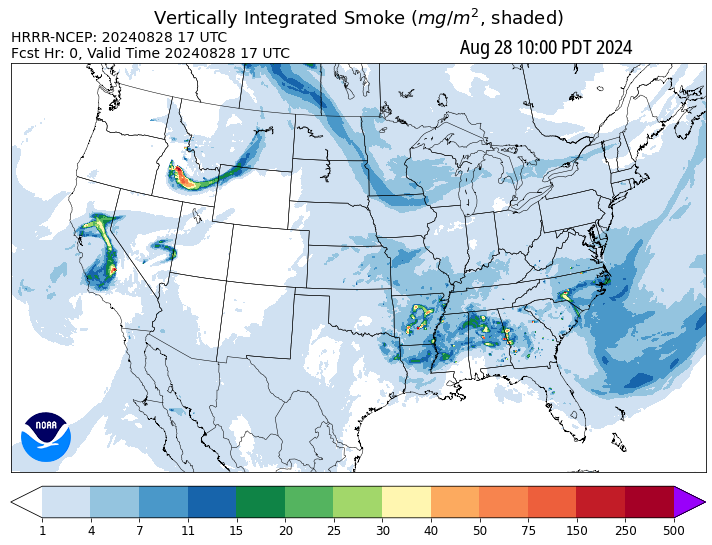 Vertically Integrated Smoke (mg/m², shaded)
HRRR-NCEP: 20240828 17 UTC
Fcst Hr: 0, Valid Time 20240828 17 UTC
Aug 28 10:00 PDT 2024
NOAA
1 4 7 11 15 20 25 30 40 50 75 150 250 500